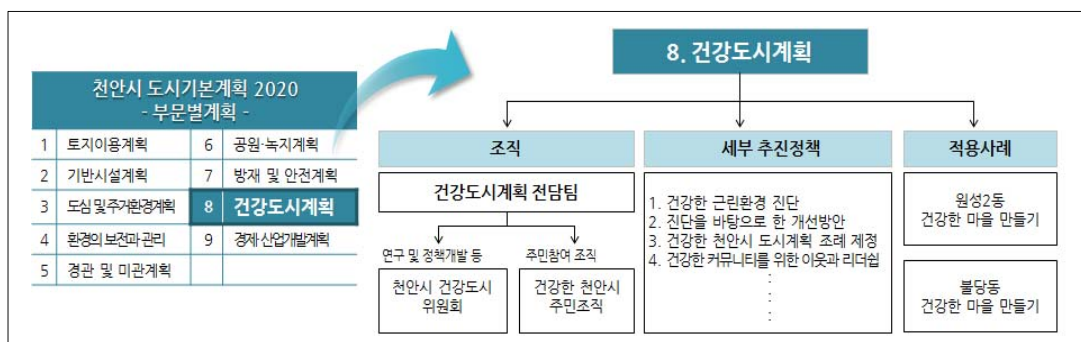 천안시 도시기본계획 2020
- 부문별계획 -
1 토지이용계획 6 공원·녹지계획
2 기반시설계획 7 방재 및 안전계획
3 도심 및 주거환경계획 8 건강도시계획
4 환경의 보전과 관리 9 경제·산업개발계획
5 경관 및 미관계획
8. 건강도시계획
조직
건강도시계획 전담팀
연구 및 정책개발 등
천안시 건강도시
위원회
주민참여 조직
건강한 천안시
주민조직
세부 추진정책
1. 건강한 근린환경 진단
2. 진단을 바탕으로 한 개선방안
3. 건강한 천안시 도시계획 조례 제정
4. 건강한 커뮤니티를 위한 이웃과 리더쉽
:
:
:
적용사례
원성2동
건강한 마을 만들기
불당동
건강한 마을 만들기